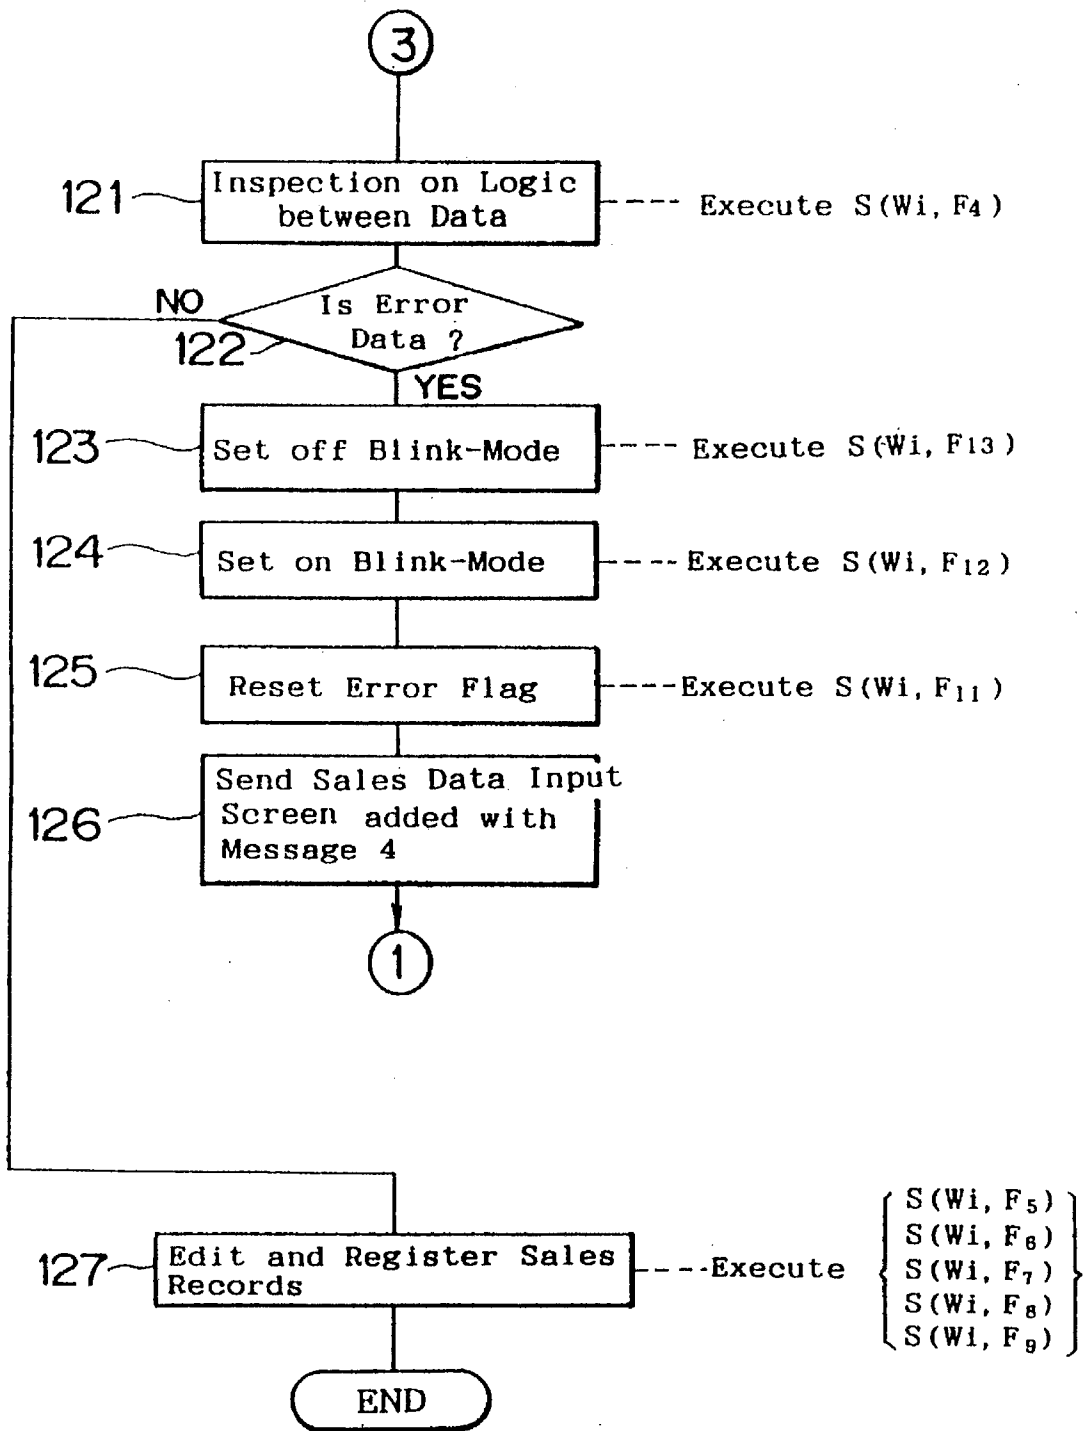 3
121
Inspection on Logic
between Data
Execute S(Wi, F4)
NO
Is Error
Data ?
122
YES
123
Set off Blink-Mode
Execute S(Wi, F13)
124
Set on Blink-Mode
Execute S(Wi, F12)
125
Reset Error Flag
Execute S(Wi, F11)
126
Send Sales Data Input
Screen added with
Message 4
1
127
Edit and Register Sales
Records
Execute
S(Wi, F5)
S(Wi, F6)
S(Wi, F7)
S(Wi, F8)
S(Wi, F9)
END